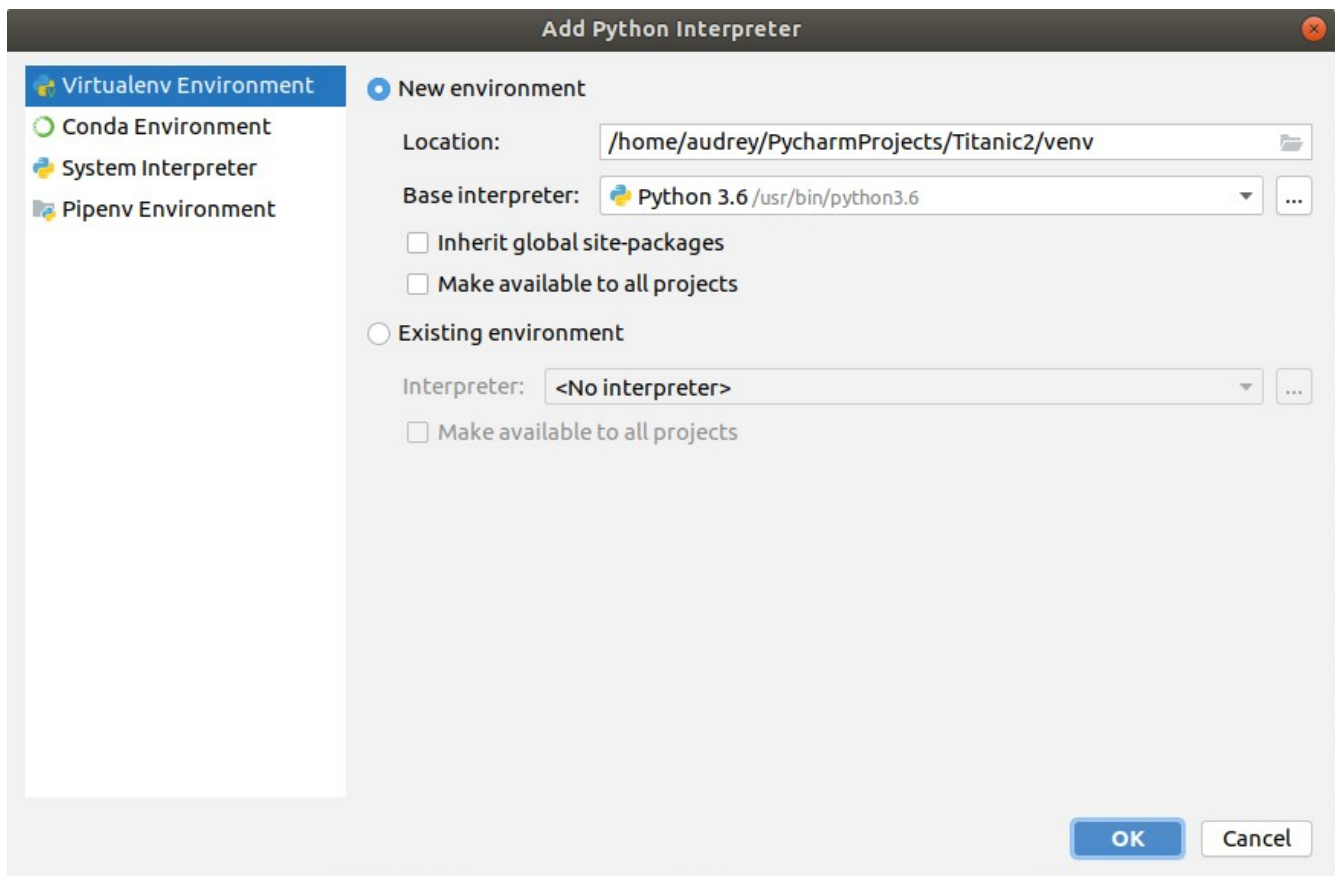 Add Python Interpreter
Virtualenv Environment
Conda Environment
System Interpreter
Pipenv Environment
New environment
Location: /home/audrey/PycharmProjects/Titanic2/venv
Base interpreter: Python 3.6 /usr/bin/python3.6 ...
Inherit global site-packages
Make available to all projects
Existing environment
Interpreter: <No interpreter> ...
Make available to all projects
OK Cancel